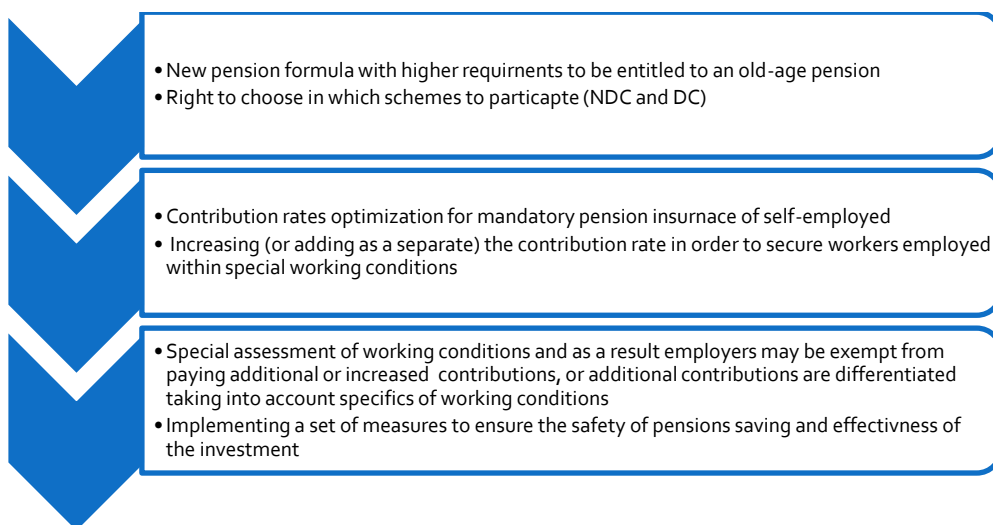 •New pension formula with higher requirnents to be entitled to an old-age pension
•Right to choose in which schemes to particapte (NDC and DC)
•Contribution rates optimization for mandatory pension insurnace of self-employed
• Increasing (or adding as a separate) the contribution rate in order to secure workers employed
within special working conditions
•Special assessment of working conditions and as a result employers may be exempt from
paying additional or increased  contributions, or additional contributions are differentiated
taking into account specifics of working conditions
•Implementing a set of measures to ensure the safety of pensions saving and effectivness of
the investment